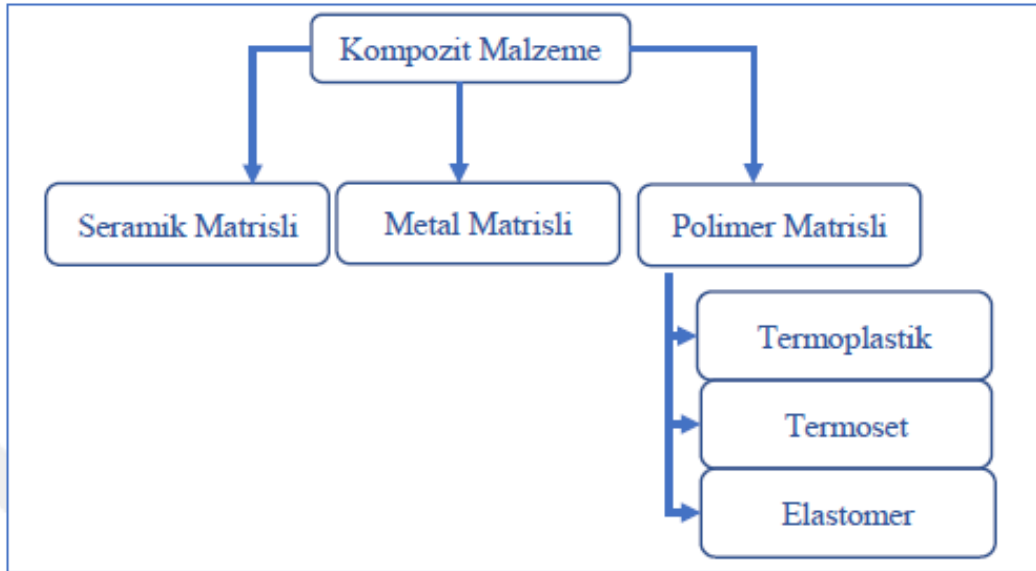 Kompozit Malzeme
Seramik Matrisli
Metal Matrisli
Polimer Matrisli
Termoplastik
Termoset
Elastomer